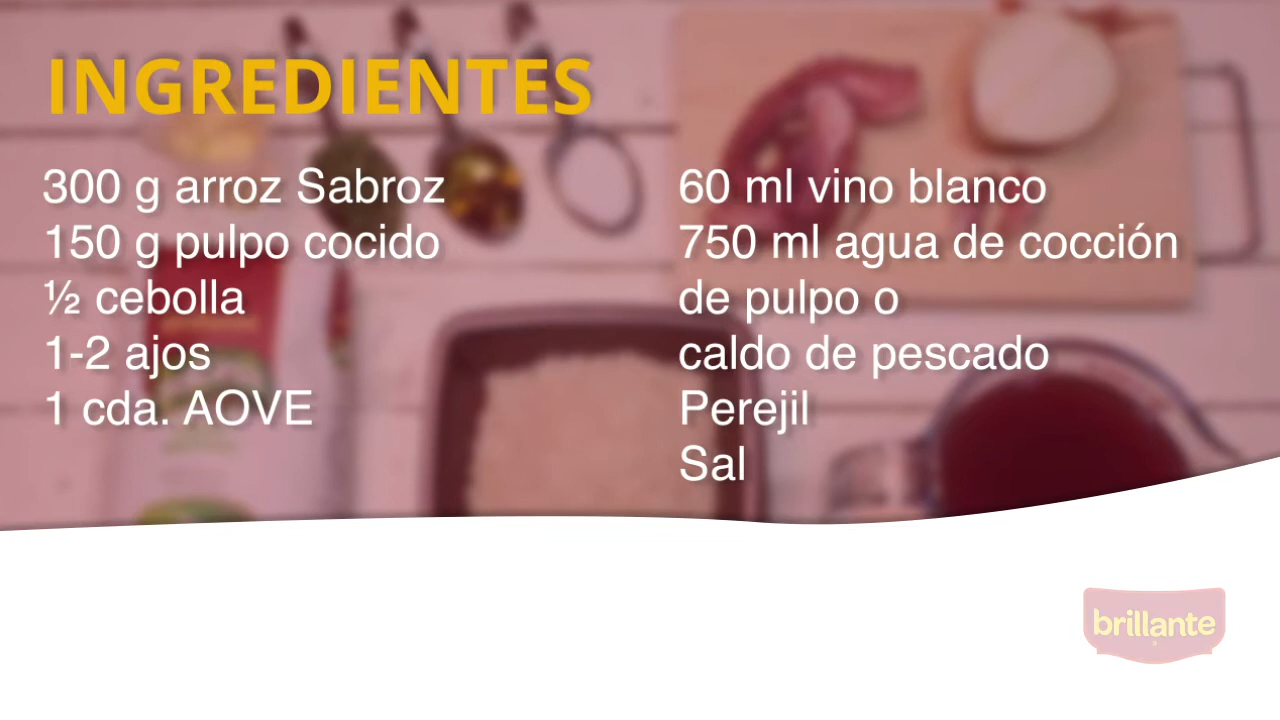 INGREDIENTES
300 g arroz Sabroz
150 g pulpo cocido
½ cebolla
1-2 ajos
1 cda. AOVE
60 ml vino blanco
750 ml agua de cocción
de pulpo o
caldo de pescado
Perejil
Sal
brillante